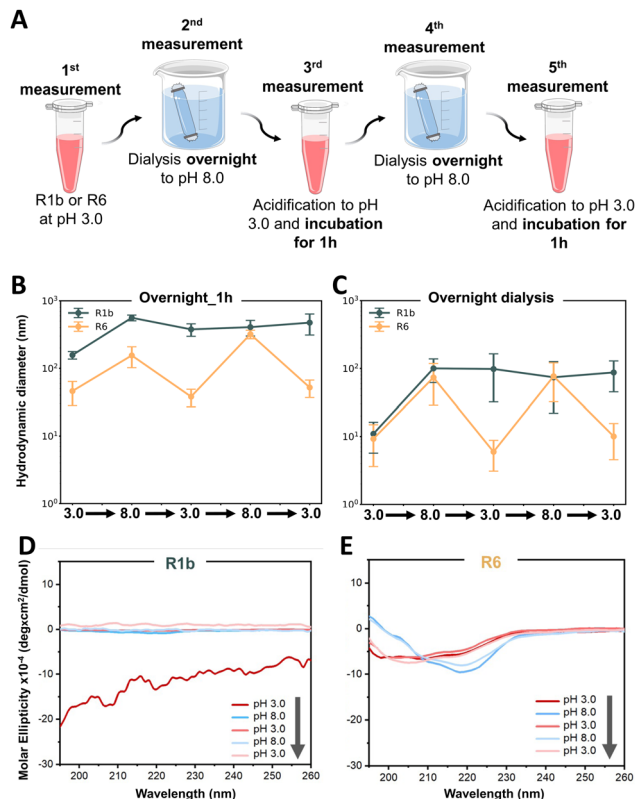 A
1st
measurement
2nd
measurement
3rd
measurement
4th
measurement
5th
measurement
R1b or R6
at pH 3.0
Dialysis overnight
to pH 8.0
Acidification to pH
3.0 and incubation
for 1h
Dialysis overnight
to pH 8.0
Acidification to pH 3.0
and incubation for
1h
B
Overnight_1h
R1b
R6
Hydrodynamic diameter (nm)
10³
10²
10¹
10⁰
3.0 8.0 3.0 8.0 3.0
C
Overnight dialysis
R1b
R6
10³
10²
10¹
10⁰
3.0 8.0 3.0 8.0 3.0
D
R1b
Molar Ellipticity x10⁻⁴ (degxcm²/dmol)
10
0
-10
-20
-30
pH 3.0
pH 8.0
pH 3.0
pH 8.0
pH 3.0
200 210 220 230 240 250 260
Wavelength (nm)
E
R6
10
0
-10
-20
-30
pH 3.0
pH 8.0
pH 3.0
pH 8.0
pH 3.0
200 210 220 230 240 250 260
Wavelength (nm)